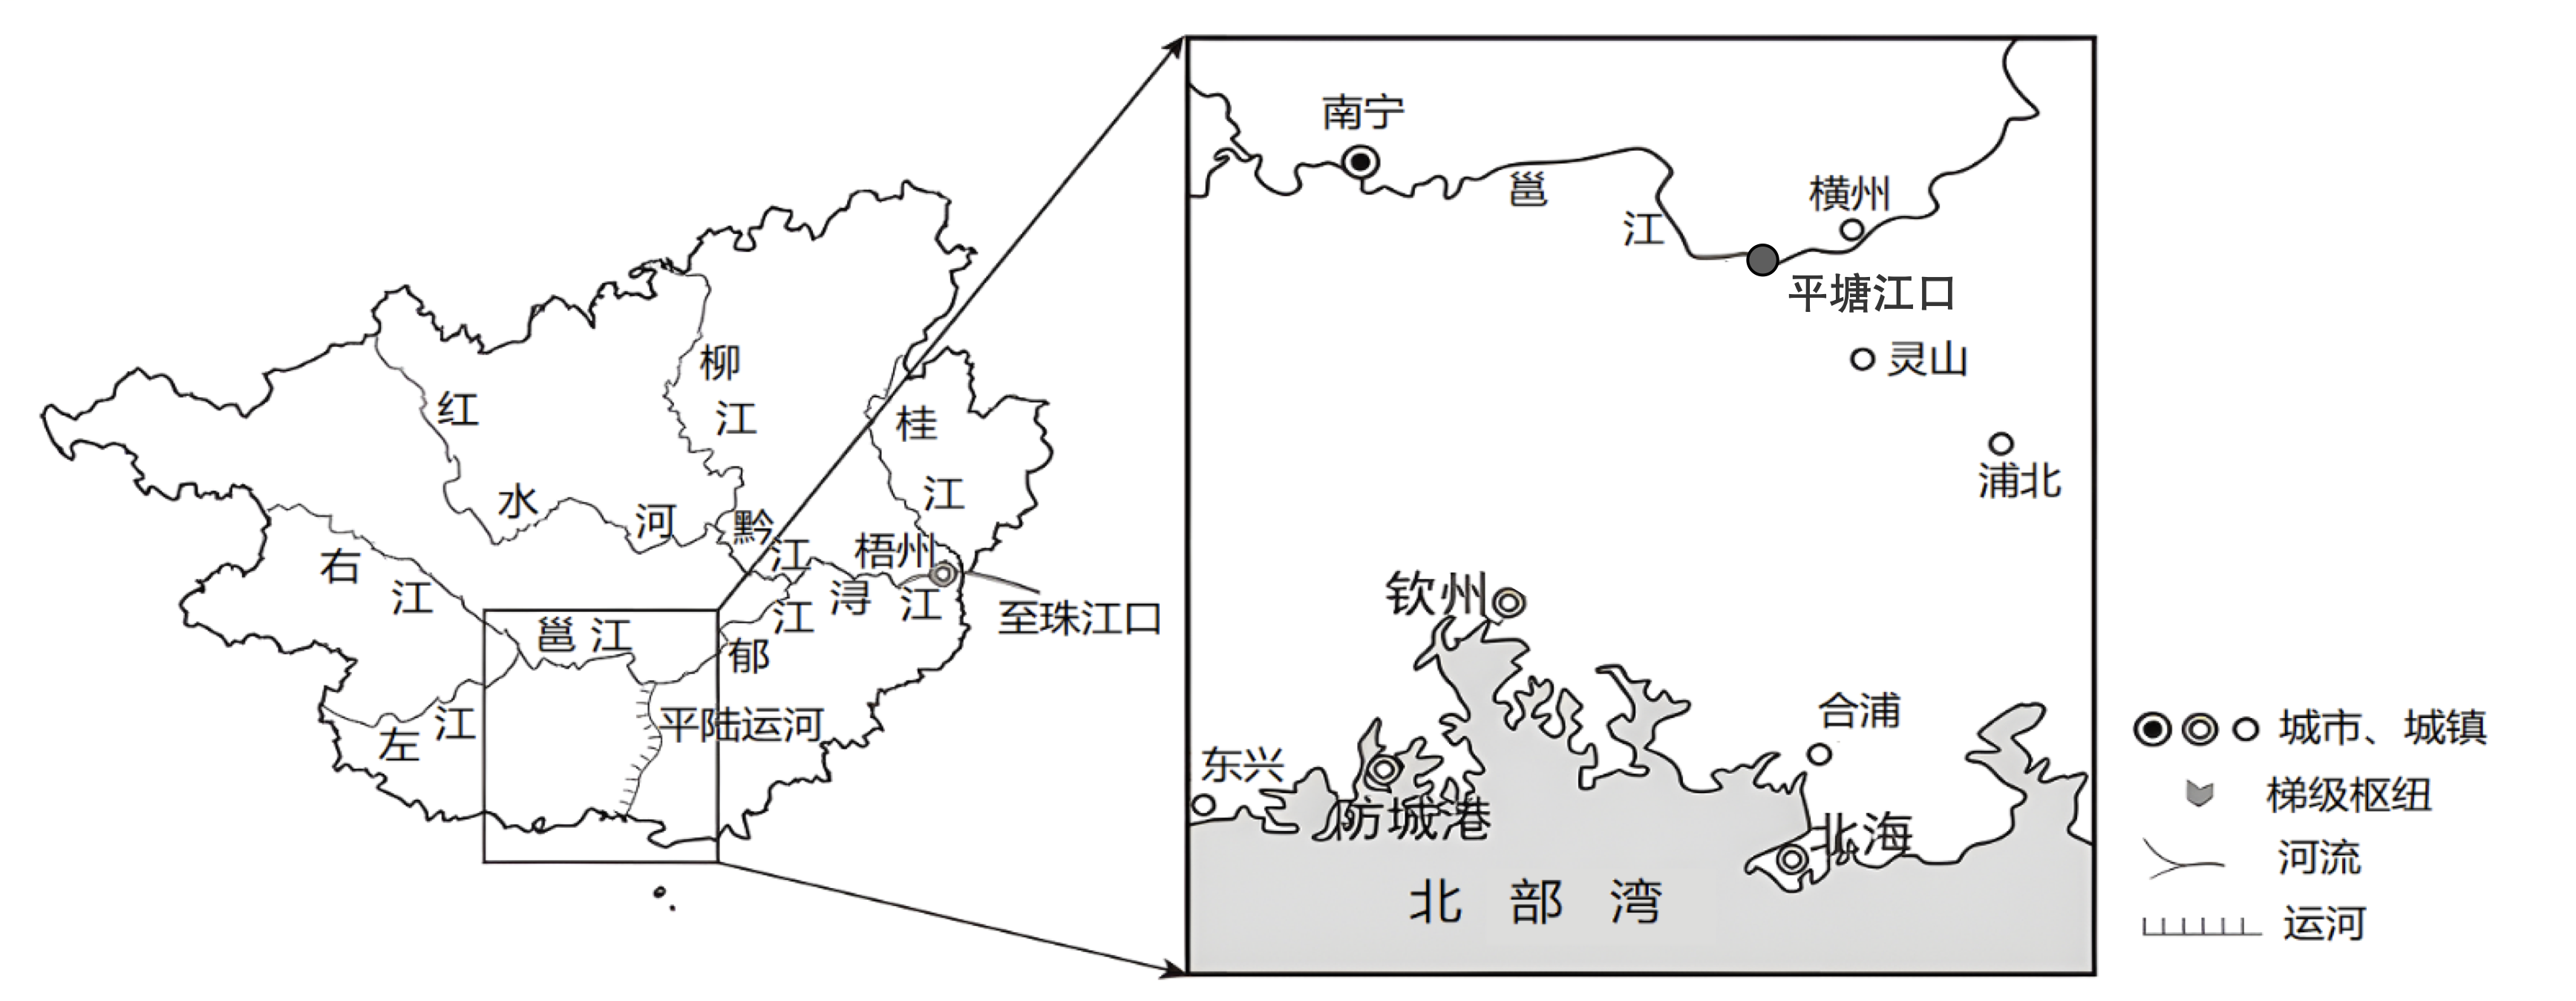 红
水
河
柳
江
黔
江
桂
江
梧州
浔
江
郁
江
至珠江口
右
江
左
江
邕江
平陆运河
南宁
邕
江
横州
平塘江口
灵山
浦北
钦州
合浦
东兴
防城港
北海
北部湾
城市、城镇
梯级枢纽
河流
运河